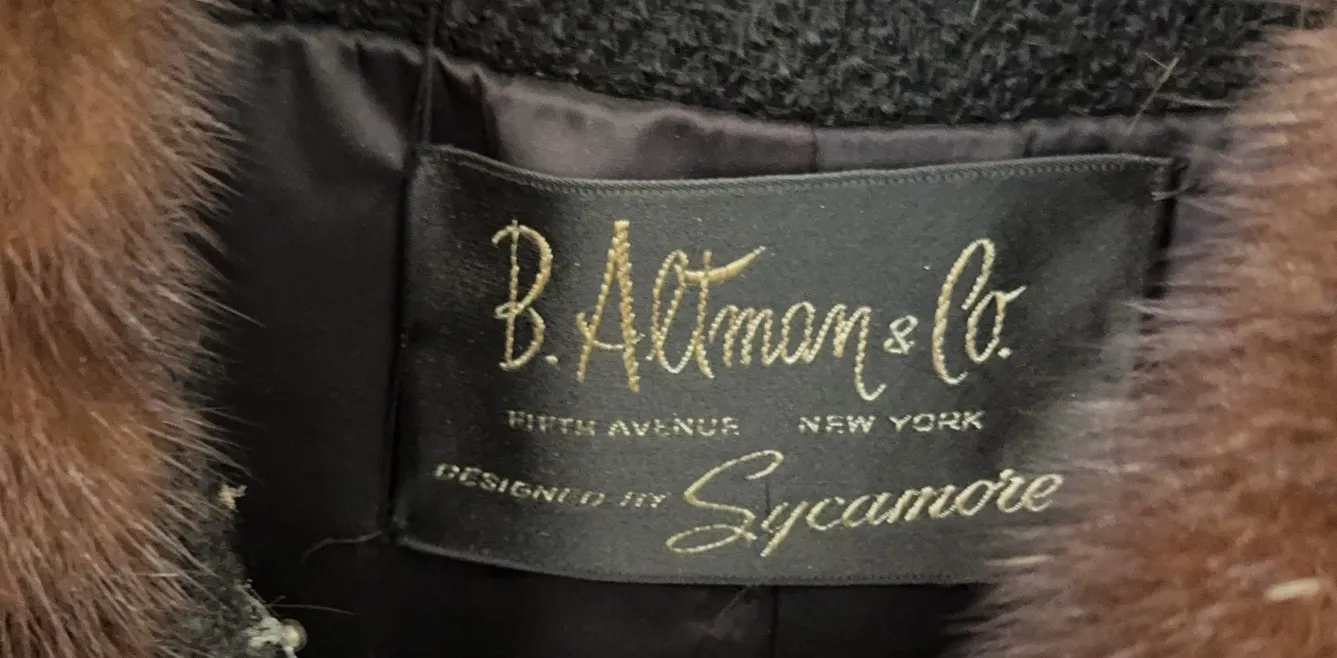 B. Altman & Co.
FIFTH AVENUE NEW YORK
DESIGNED BY Sycamore